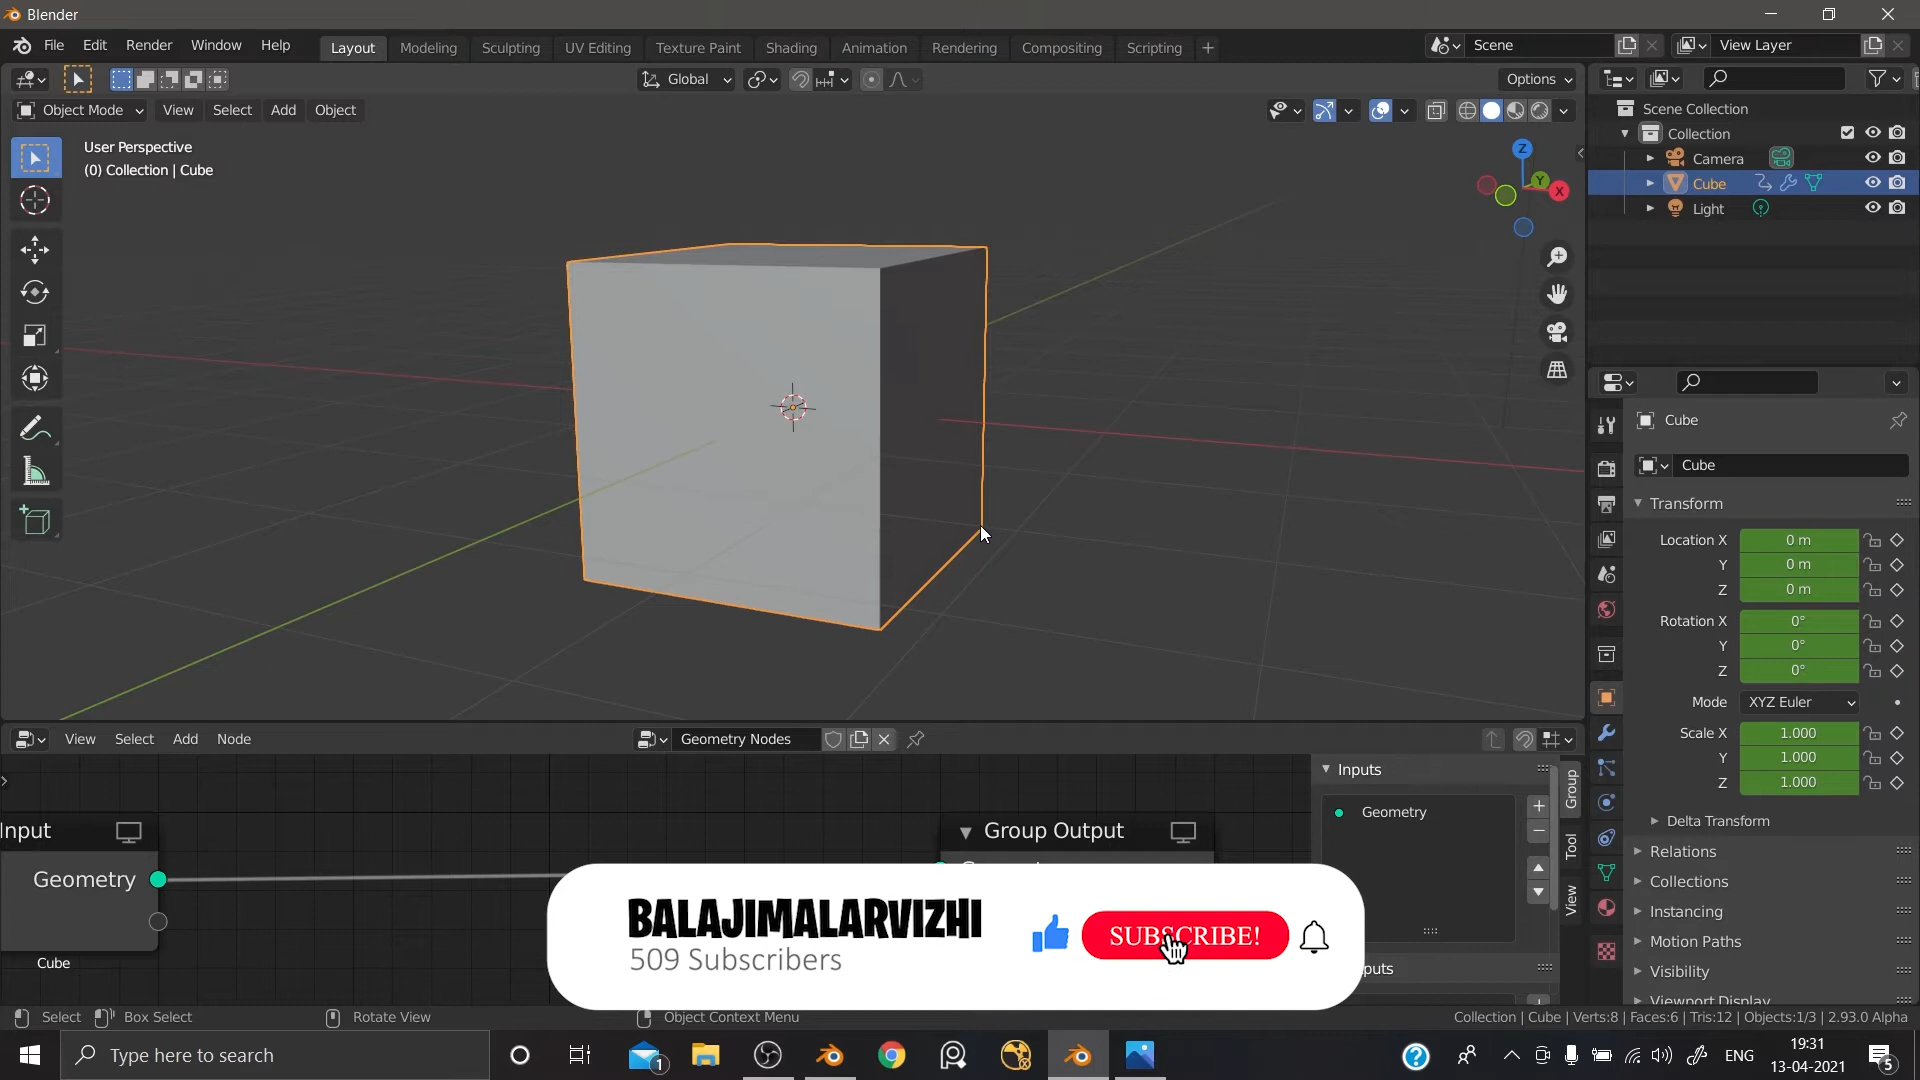 Blender
File Edit Render Window Help Layout Modeling Sculpting UV Editing Texture Paint Shading Animation Rendering Compositing Scripting + Scene View Layer
Global Options
Object Mode View Select Add Object
User Perspective
(0) Collection | Cube
Z
Y
X
Scene Collection
Collection
Camera
Cube
Light
Cube
Cube
Transform
Location X 0 m
Y 0 m
Z 0 m
Rotation X 0°
Y 0°
Z 0°
Mode XYZ Euler
Scale X 1.000
Y 1.000
Z 1.000
Delta Transform
Relations
Collections
Instancing
Motion Paths
Visibility
Viewport Display
View Select Add Node Geometry Nodes
Inputs
Geometry
Group
Tool
View
Input
Geometry
Cube
Group Output
BALAJIMALARVIZHI
509 Subscribers
SUBSCRIBE!
puts
Select Box Select Rotate View Object Context Menu Collection | Cube | Verts:8 | Faces:6 | Tris:12 | Objects:1/3 | 2.93.0 Alpha
Type here to search
1
ENG
19:31
13-04-2021
5